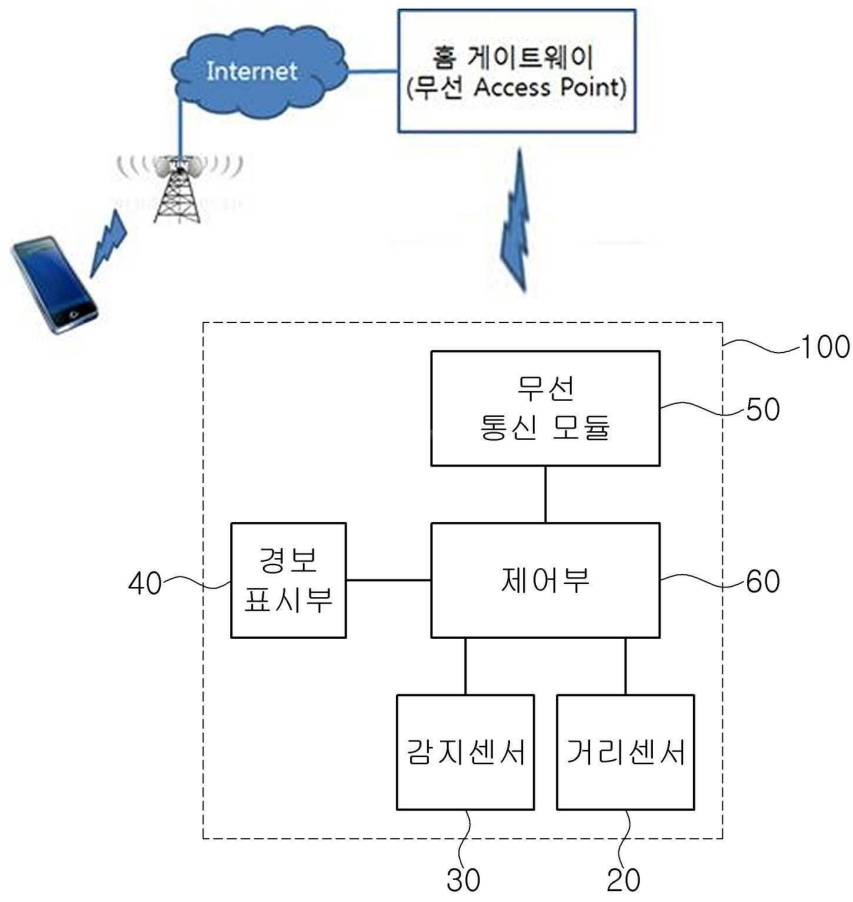 Internet
홈 게이트웨이
(무선 Access Point)
100
무선
통신 모듈
50
경보
표시부
40
제어부
60
감지센서
거리센서
30
20